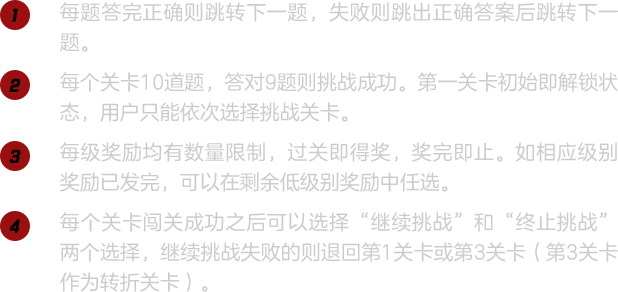 1 每题答完正确则跳转下一题，失败则跳出正确答案后跳转下一
题。
2 每个关卡10道题，答对9题则挑战成功。第一关卡初始即解锁状
态，用户只能依次选择挑战关卡。
3 每级奖励均有数量限制，过关即得奖，奖完即止。如相应级别
奖励已发完，可以在剩余低级别奖励中任选。
4 每个关卡闯关成功之后可以选择“继续挑战”和“终止挑战”
两个选择，继续挑战失败的则退回第1关卡或第3关卡（第3关卡
作为转折关卡）。